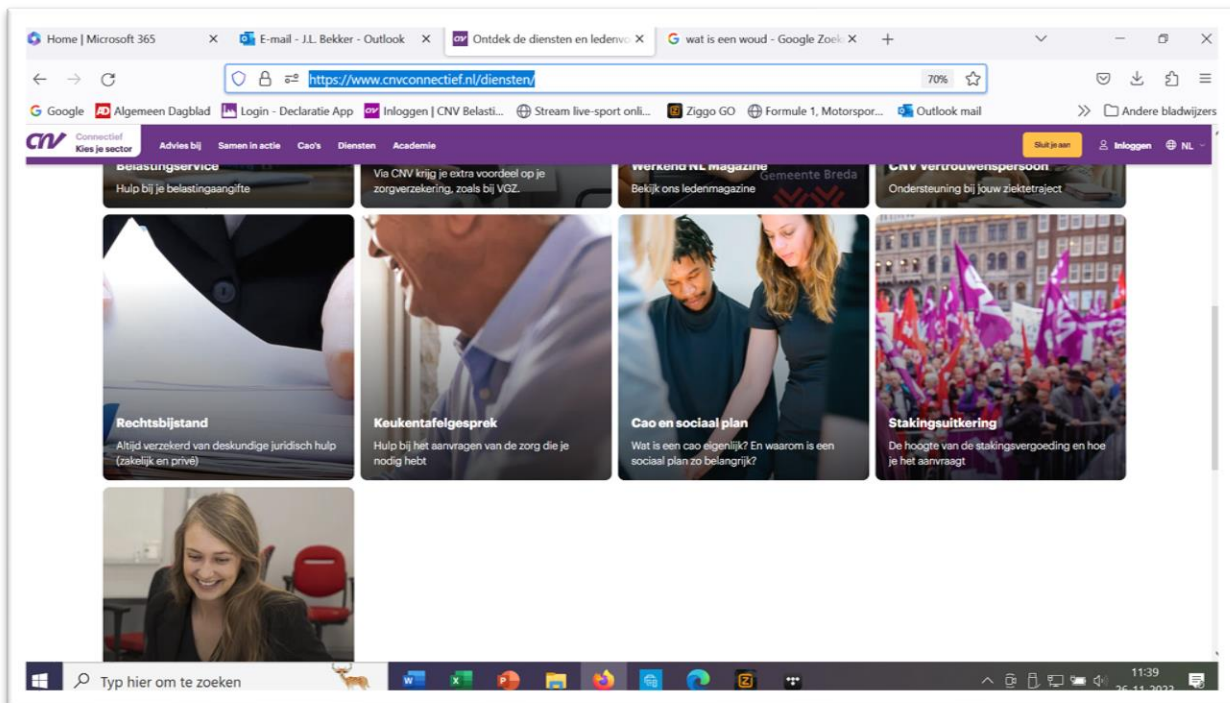 Home | Microsoft 365
E-mail - J.L. Bekker - Outlook
Ontdek de diensten en ledenvo
wat is een woud - Google Zoek
https://www.cnvconnectief.nl/diensten/
70%
Google
Algemeen Dagblad
Login - Declaratie App
Inloggen | CNV Belasti...
Stream live-sport onli...
Ziggo GO
Formule 1, Motorspor...
Outlook mail
Andere bladwijzers
cnv
Connectief
Kies je sector
Advies bij
Samen in actie
Cao's
Diensten
Academie
Sluit je aan
Inloggen
NL
Belastingservice
Hulp bij je belastingaangifte
Via CNV krijg je extra voordeel op je
zorgverzekering, zoals bij VGZ.
Werkend NL Magazine
Gemeente Breda
Bekijk ons ledenmagazine
CNV Vertrouwenspersoon
Ondersteuning bij jouw ziektetraject
Rechtsbijstand
Altijd verzekerd van deskundige juridisch hulp
(zakelijk en privé)
Keukentafelgesprek
Hulp bij het aanvragen van de zorg die je
nodig hebt
Cao en sociaal plan
Wat is een cao eigenlijk? En waarom is een
sociaal plan zo belangrijk?
Stakingsuitkering
De hoogte van de stakingsvergoeding en hoe
je het aanvraagt
Typ hier om te zoeken
11:39
26-11-2023